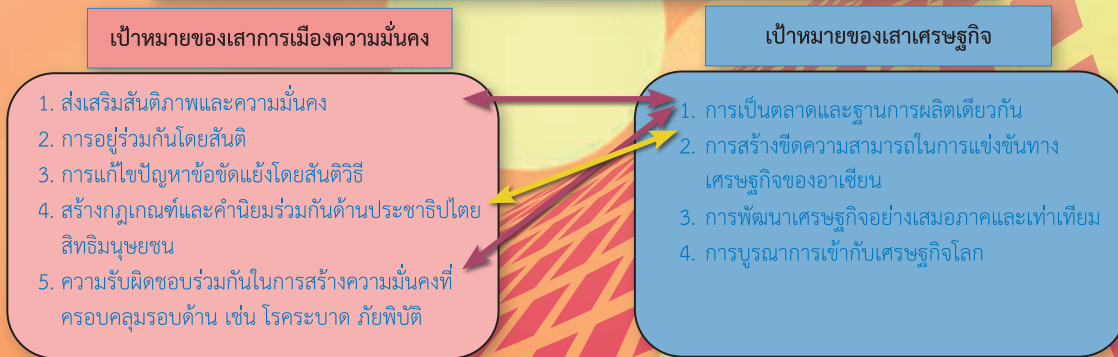 เป้าหมายของเสาการเมืองความมั่นคง
1. ส่งเสริมสันติภาพและความมั่นคง
2. การอยู่ร่วมกันโดยสันติ
3. การแก้ไขปัญหาข้อขัดแย้งโดยสันติวิธี
4. สร้างกฎเกณฑ์และคำนิยมร่วมกันด้านประชาธิปไตย
สิทธิมนุษยชน
5. ความรับผิดชอบร่วมกันในการสร้างความมั่นคงที่
ครอบคลุมรอบด้าน เช่น โรคระบาด ภัยพิบัติ
เป้าหมายของเสาเศรษฐกิจ
1. การเป็นตลาดและฐานการผลิตเดียวกัน
2. การสร้างขีดความสามารถในการแข่งขันทาง
เศรษฐกิจของอาเซียน
3. การพัฒนาเศรษฐกิจอย่างเสมอภาคและเท่าเทียม
4. การบูรณาการเข้ากับเศรษฐกิจโลก